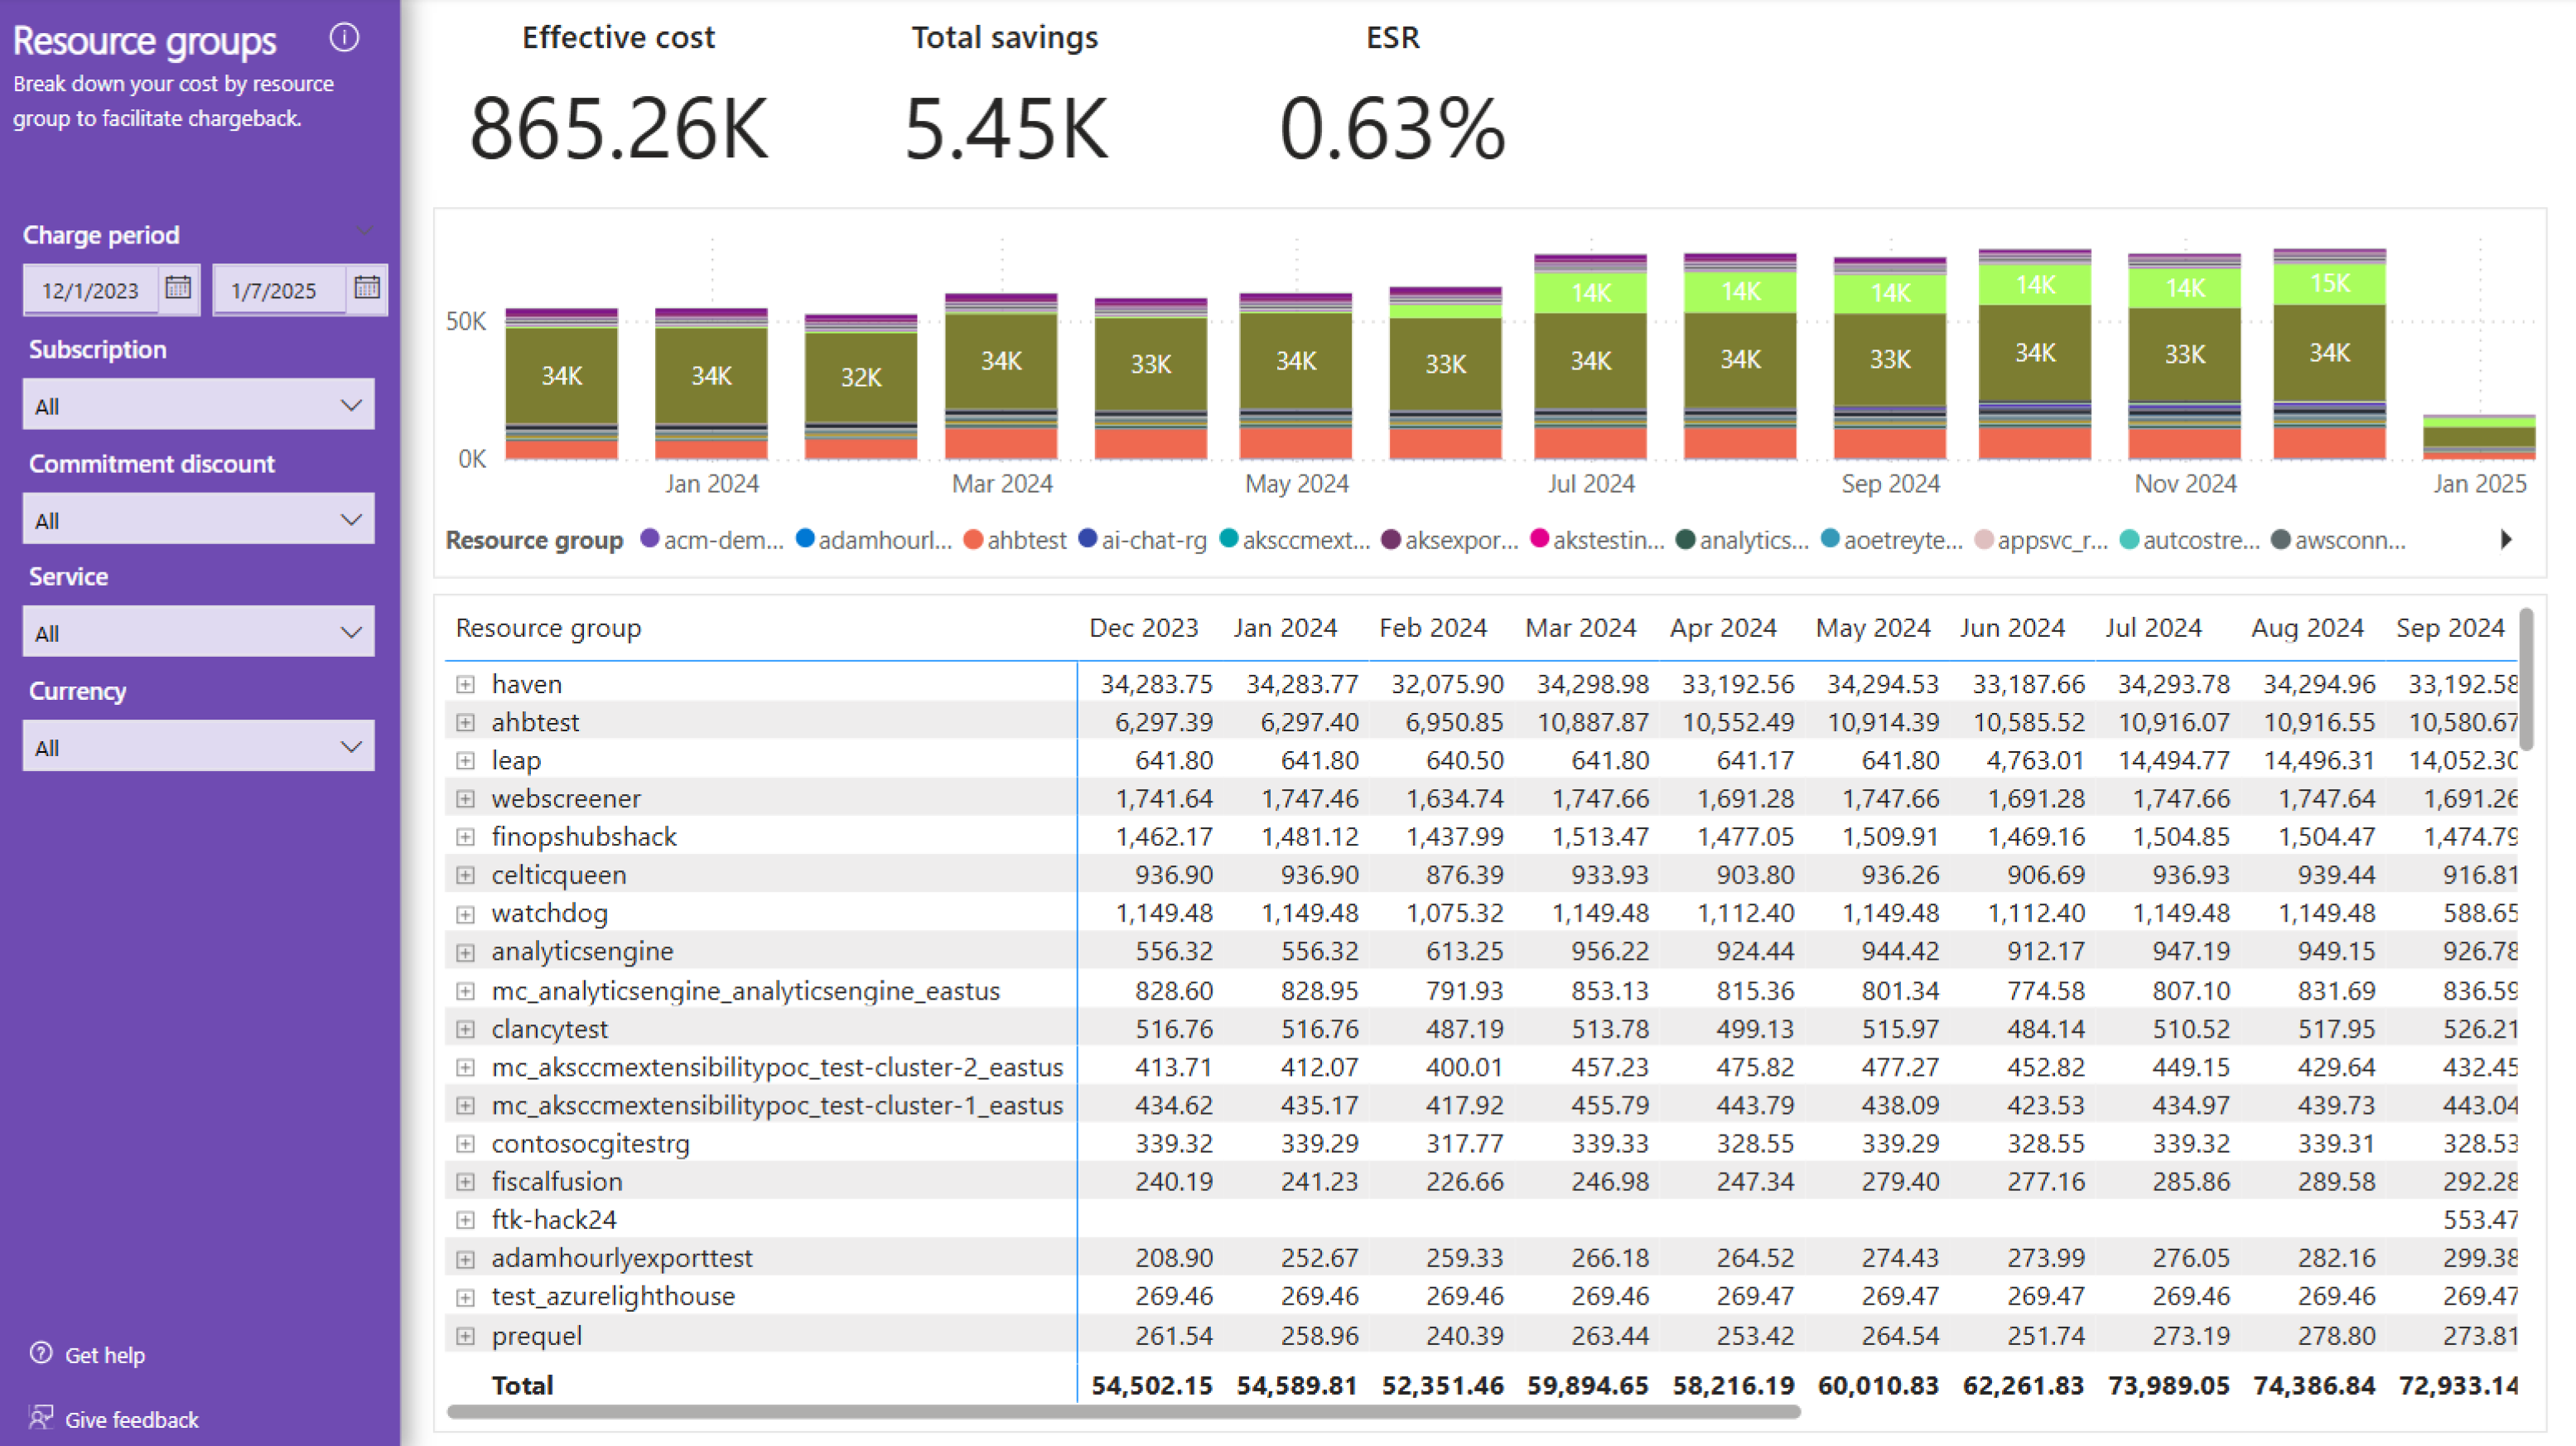 Resource groups
Break down your cost by resource
group to facilitate chargeback.
Charge period
12/1/2023 1/7/2025
Subscription
All
Commitment discount
All
Service
All
Currency
All
Get help
Give feedback
Effective cost Total savings ESR
865.26K 5.45K 0.63%
50K
0K
34K 34K 32K 34K 33K 34K 33K 34K 34K 33K 34K 33K 34K
14K 14K 14K 14K 14K 15K
Jan 2024 Mar 2024 May 2024 Jul 2024 Sep 2024 Nov 2024 Jan 2025
Resource group acm-dem... adamhourl... ahbtest ai-chat-rg aksccmext... aksexpor... akstestin... analytics... aoetreyte... appsvc_r... autcostre... awsconn...
Resource group Dec 2023 Jan 2024 Feb 2024 Mar 2024 Apr 2024 May 2024 Jun 2024 Jul 2024 Aug 2024 Sep 2024
haven 34,283.75 34,283.77 32,075.90 34,298.98 33,192.56 34,294.53 33,187.66 34,293.78 34,294.96 33,192.58
ahbtest 6,297.39 6,297.40 6,950.85 10,887.87 10,552.49 10,914.39 10,585.52 10,916.07 10,916.55 10,580.67
leap 641.80 641.80 640.50 641.80 641.17 641.80 4,763.01 14,494.77 14,496.31 14,052.30
webscreener 1,741.64 1,747.46 1,634.74 1,747.66 1,691.28 1,747.66 1,691.28 1,747.66 1,747.64 1,691.26
finopshubshack 1,462.17 1,481.12 1,437.99 1,513.47 1,477.05 1,509.91 1,469.16 1,504.85 1,504.47 1,474.79
celticqueen 936.90 936.90 876.39 933.93 903.80 936.26 906.69 936.93 939.44 916.81
watchdog 1,149.48 1,149.48 1,075.32 1,149.48 1,112.40 1,149.48 1,112.40 1,149.48 1,149.48 588.65
analyticsengine 556.32 556.32 613.25 956.22 924.44 944.42 912.17 947.19 949.15 926.78
mc_analyticsengine_analyticsengine_eastus 828.60 828.95 791.93 853.13 815.36 801.34 774.58 807.10 831.69 836.59
clancytest 516.76 516.76 487.19 513.78 499.13 515.97 484.14 510.52 517.95 526.21
mc_aksccmextensibilitypoc_test-cluster-2_eastus 413.71 412.07 400.01 457.23 475.82 477.27 452.82 449.15 429.64 432.45
mc_aksccmextensibilitypoc_test-cluster-1_eastus 434.62 435.17 417.92 455.79 443.79 438.09 423.53 434.97 439.73 443.04
contosocgitestrg 339.32 339.29 317.77 339.33 328.55 339.29 328.55 339.32 339.31 328.53
fiscalfusion 240.19 241.23 226.66 246.98 247.34 279.40 277.16 285.86 289.58 292.28
ftk-hack24 553.47
adamhourlyexporttest 208.90 252.67 259.33 266.18 264.52 274.43 273.99 276.05 282.16 299.38
test_azurelighthouse 269.46 269.46 269.46 269.46 269.47 269.47 269.47 269.46 269.46 269.47
prequel 261.54 258.96 240.39 263.44 253.42 264.54 251.74 273.19 278.80 273.81
Total 54,502.15 54,589.81 52,351.46 59,894.65 58,216.19 60,010.83 62,261.83 73,989.05 74,386.84 72,933.14